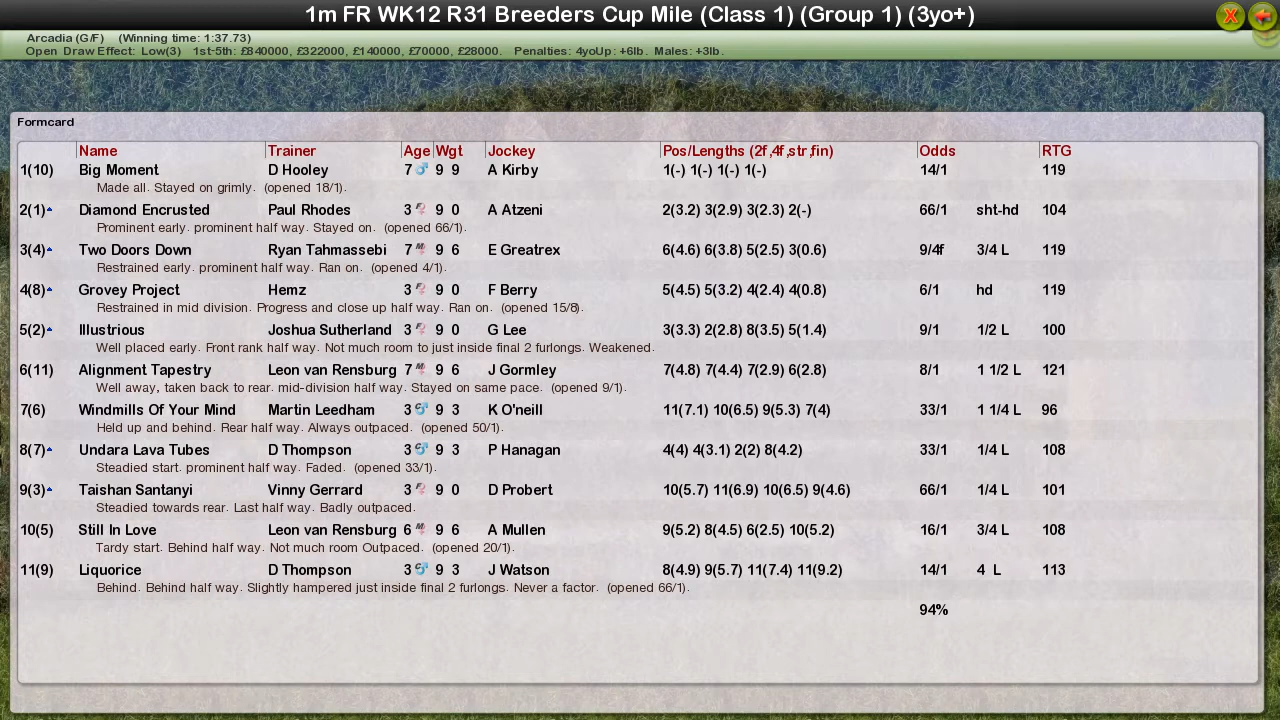 1m FR WK12 R31 Breeders Cup Mile (Class 1) (Group 1) (3yo+)
Arcadia (G/F) (Winning time: 1:37.73)
Open Draw Effect: Low(3) 1st-5th: £840000, £322000, £140000, £70000, £28000. Penalties: 4yoUp: +6lb. Males: +3lb.
Formcard
Name Trainer Age Wgt Jockey Pos/Lengths (2f,4f,str,fin) Odds RTG
1(10) Big Moment D Hooley 7 9 9 A Kirby 1(-) 1(-) 1(-) 1(-) 14/1 119
Made all. Stayed on grimly. (opened 18/1).
2(1) Diamond Encrusted Paul Rhodes 3 9 0 A Atzeni 2(3.2) 3(2.9) 3(2.3) 2(-) 66/1 sht-hd 104
Prominent early. prominent half way. Stayed on. (opened 66/1).
3(4) Two Doors Down Ryan Tahmassebi 7 9 6 E Greatrex 6(4.6) 6(3.8) 5(2.5) 3(0.6) 9/4f 3/4 L 119
Restrained early. prominent half way. Ran on. (opened 4/1).
4(8) Grovey Project Hemz 3 9 0 F Berry 5(4.5) 5(3.2) 4(2.4) 4(0.8) 6/1 hd 119
Restrained in mid division. Progress and close up half way. Ran on. (opened 15/8).
5(2) Illustrious Joshua Sutherland 3 9 0 G Lee 3(3.3) 2(2.8) 8(3.5) 5(1.4) 9/1 1/2 L 100
Well placed early. Front rank half way. Not much room to just inside final 2 furlongs. Weakened.
6(11) Alignment Tapestry Leon van Rensburg 7 9 6 J Gormley 7(4.8) 7(4.4) 7(2.9) 6(2.8) 8/1 1 1/2 L 121
Well away, taken back to rear. mid-division half way. Stayed on same pace. (opened 9/1).
7(6) Windmills Of Your Mind Martin Leedham 3 9 3 K O'neill 11(7.1) 10(6.5) 9(5.3) 7(4) 33/1 1 1/4 L 96
Held up and behind. Rear half way. Always outpaced. (opened 50/1).
8(7) Undara Lava Tubes D Thompson 3 9 3 P Hanagan 4(4) 4(3.1) 2(2) 8(4.2) 33/1 1/4 L 108
Steadied start. prominent half way. Faded. (opened 33/1).
9(3) Taishan Santanyi Vinny Gerrard 3 9 0 D Probert 10(5.7) 11(6.9) 10(6.5) 9(4.6) 66/1 1/4 L 101
Steadied towards rear. Last half way. Badly outpaced.
10(5) Still In Love Leon van Rensburg 6 M 9 6 A Mullen 9(5.2) 8(4.5) 6(2.5) 10(5.2) 16/1 3/4 L 108
Tardy start. Behind half way. Not much room Outpaced. (opened 20/1).
11(9) Liquorice D Thompson 3 9 3 J Watson 8(4.9) 9(5.7) 11(7.4) 11(9.2) 14/1 4 L 113
Behind. Behind half way. Slightly hampered just inside final 2 furlongs. Never a factor. (opened 66/1).
94%